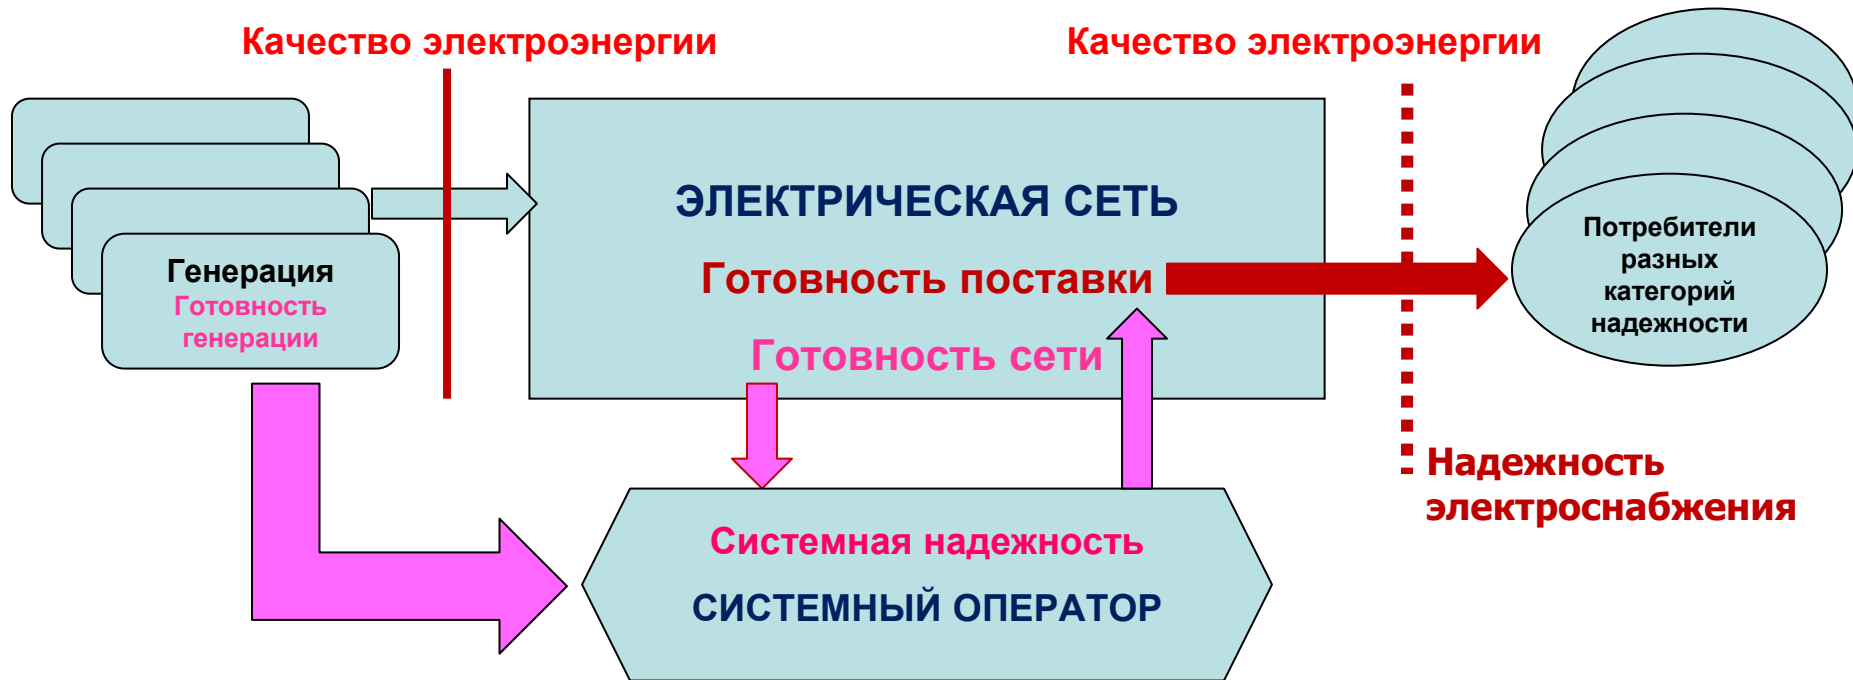 Качество электроэнергии
Качество электроэнергии
ЭЛЕКТРИЧЕСКАЯ СЕТЬ
Готовность поставки
Готовность сети
Генерация
Готовность
генерации
Потребители
разных
категорий
надежности
Надежность
электроснабжения
Системная надежность
СИСТЕМНЫЙ ОПЕРАТОР